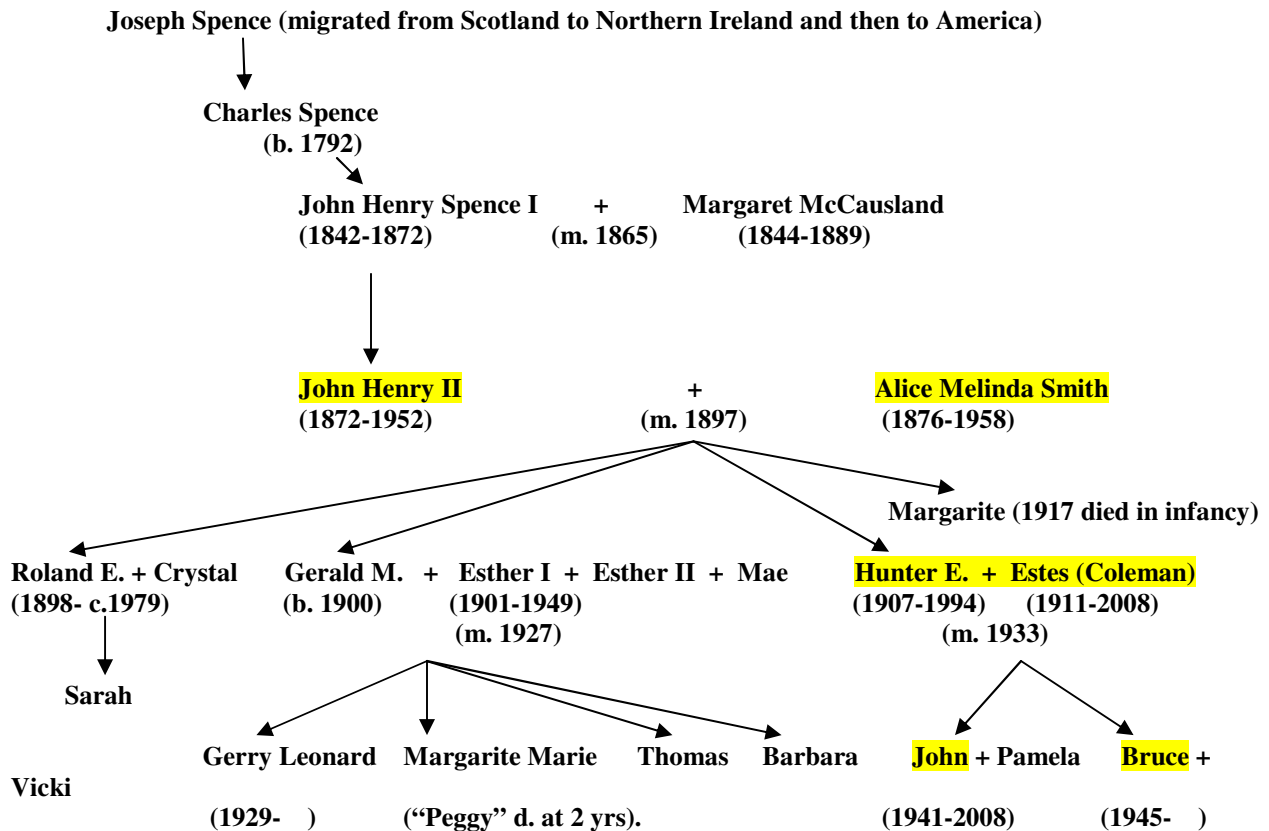 Joseph Spence (migrated from Scotland to Northern Ireland and then to America)
Charles Spence
(b. 1792)
John Henry Spence I + Margaret McCausland
(1842-1872) (m. 1865) (1844-1889)
John Henry II + Alice Melinda Smith
(1872-1952) (m. 1897) (1876-1958)
Margarite (1917 died in infancy)
Roland E. + Crystal Gerald M. + Esther I + Esther II + Mae Hunter E. + Estes (Coleman)
(1898- c.1979) (b. 1900) (1901-1949) (1907-1994) (1911-2008)
(m. 1927) (m. 1933)
Sarah
Gerry Leonard Margarite Marie Thomas Barbara John + Pamela Bruce +
Vicki
(1929- ) (“Peggy” d. at 2 yrs). (1941-2008) (1945- )